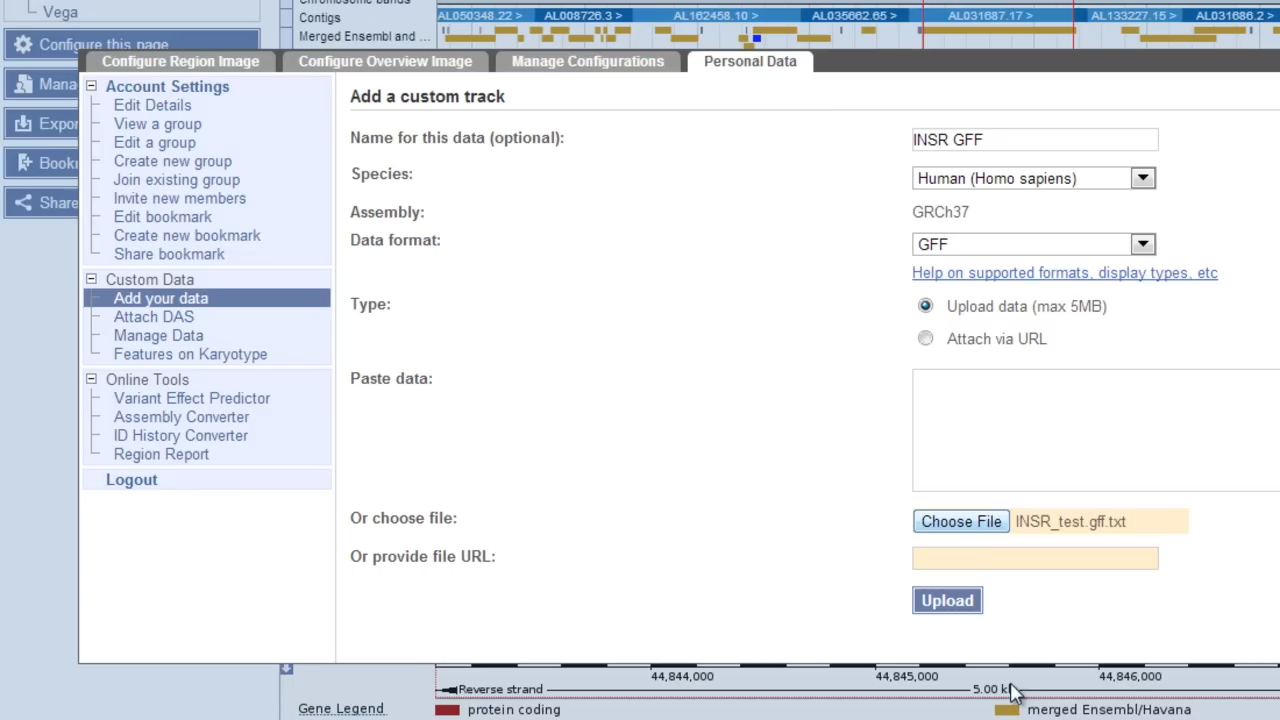 Vega
Chromosome bands
Contigs
Merged Ensembl and ...
AL050348.22 > AL008726.3 > AL162458.10 > AL035662.65 > AL031687.17 > AL133227.15 > AL031686.2 >
Configure this page
Mana
Expor
Book
Share
Configure Region Image
Configure Overview Image
Manage Configurations
Personal Data
Account Settings
Edit Details
View a group
Edit a group
Create new group
Join existing group
Invite new members
Edit bookmark
Create new bookmark
Share bookmark
Custom Data
Add your data
Attach DAS
Manage Data
Features on Karyotype
Online Tools
Variant Effect Predictor
Assembly Converter
ID History Converter
Region Report
Logout
Add a custom track
Name for this data (optional): INSR GFF
Species: Human (Homo sapiens)
Assembly: GRCh37
Data format: GFF
Help on supported formats, display types, etc
Type: Upload data (max 5MB)
Attach via URL
Paste data:
Or choose file: Choose File INSR_test.gff.txt
Or provide file URL:
Upload
44,844,000 44,845,000 44,846,000
Reverse strand 5.00 k
Gene Legend protein coding merged Ensembl/Havana